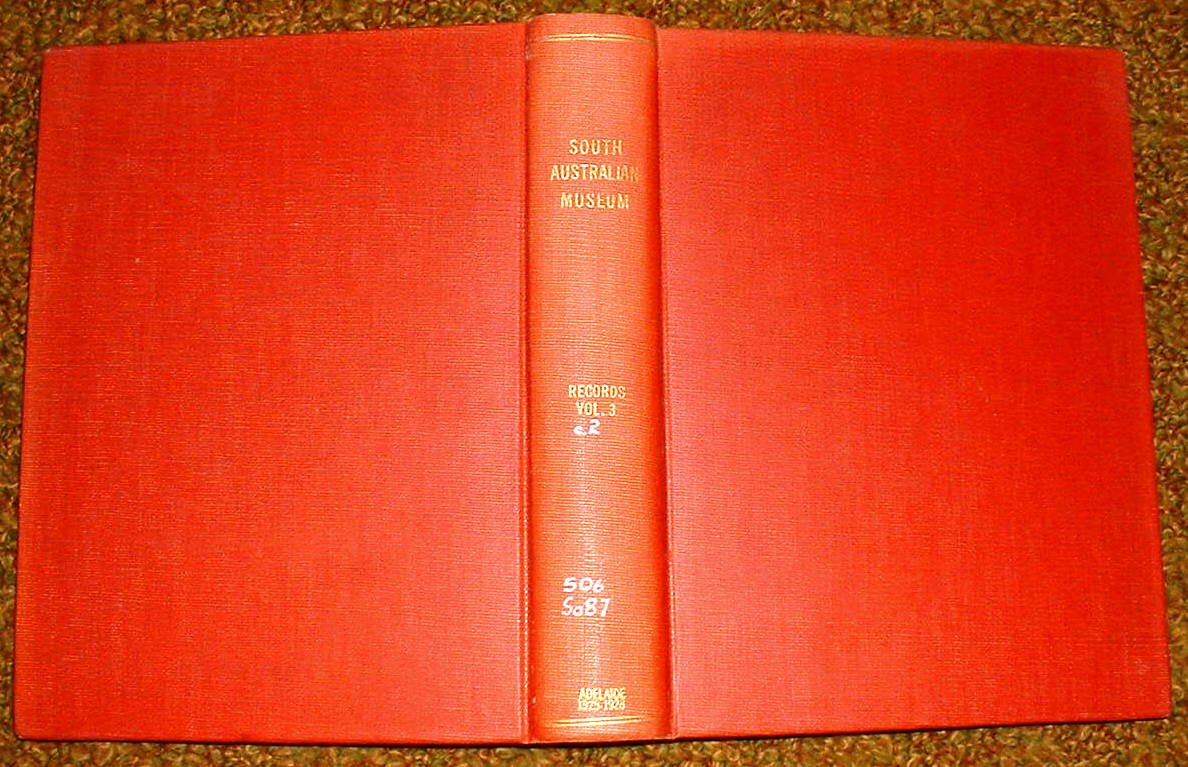 SOUTH
AUSTRALIAN
MUSEUM
RECORDS
VOL. 3
c.2
506
So87
ADELAIDE
1925-1928